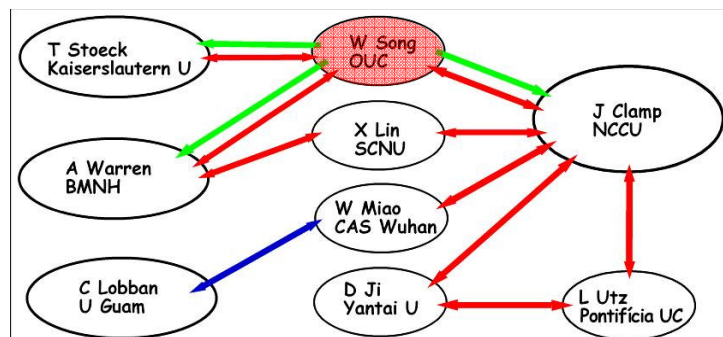 T Stoeck
Kaiserslautern U
W Song
OUC
J Clamp
NCCU
X Lin
SCNU
A Warren
BMNH
W Miao
CAS Wuhan
C Lobban
U Guam
D Ji
Yantai U
L Utz
Pontifícia UC